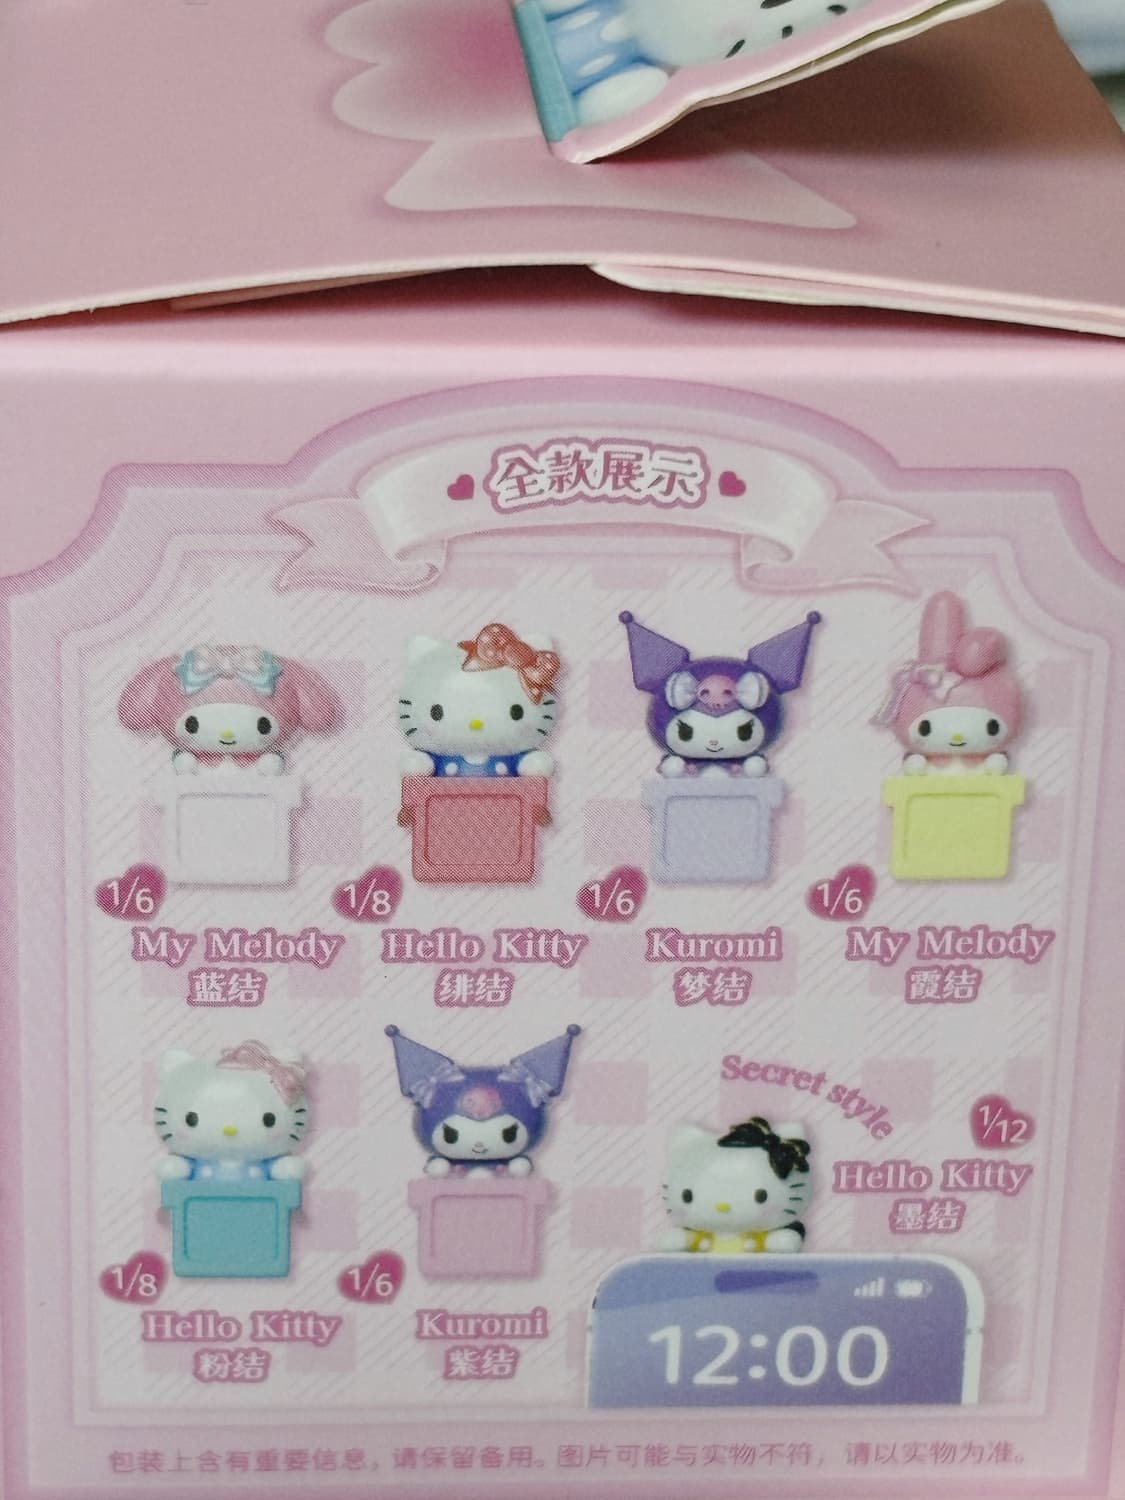 全款展示
1/6
My Melody
蓝结
1/8
Hello Kitty
绯结
1/6
Kuromi
梦结
1/6
My Melody
霞结
1/8
Hello Kitty
粉结
1/6
Kuromi
紫结
Secret style
1/12
Hello Kitty
墨结
12:00
包装上含有重要信息，请保留备用。图片可能与实物不符，请以实物为准。